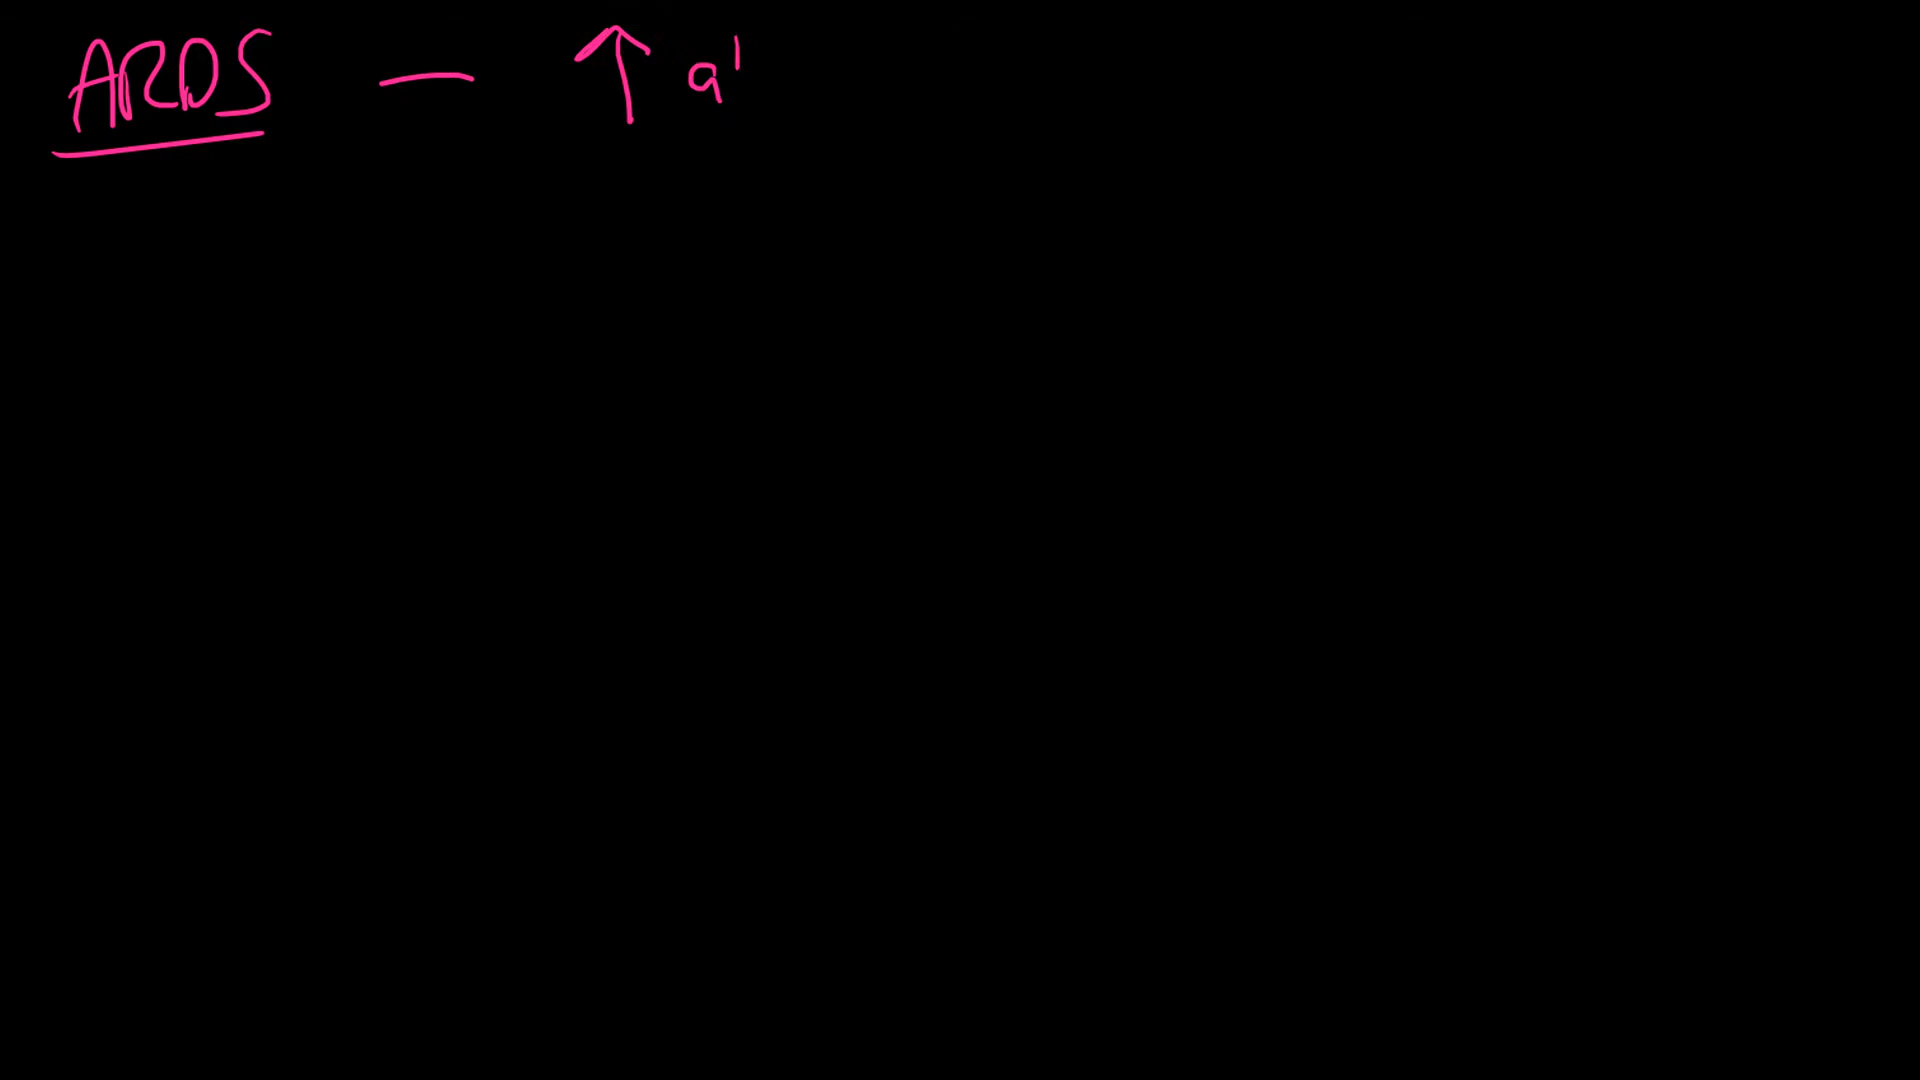 ARDS — ↑ a